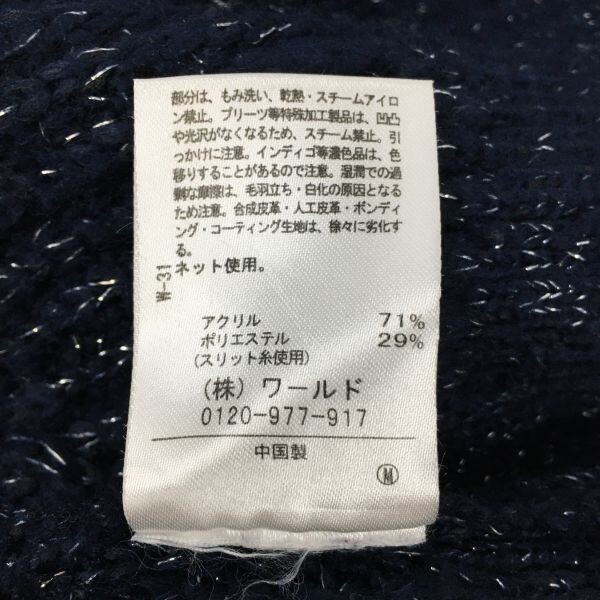 部分は、もみ洗い、乾熱・スチームアイロ
ン禁止。プリーツ等特殊加工製品は、凹凸
や光沢がなくなるため、スチーム禁止。引
っかけに注意。インディゴ等濃色品は、色
移りすることがあるので注意。湿潤での過
剰な摩擦は、毛羽立ち・白化の原因となる
ため注意。合成皮革・人工皮革・ボンディ
ング・コーティング生地は、徐々に劣化す
る。
ネット使用。
W-31
アクリル 71%
ポリエステル 29%
(スリット糸使用)
(株)ワールド
0120-977-917
中国製
M